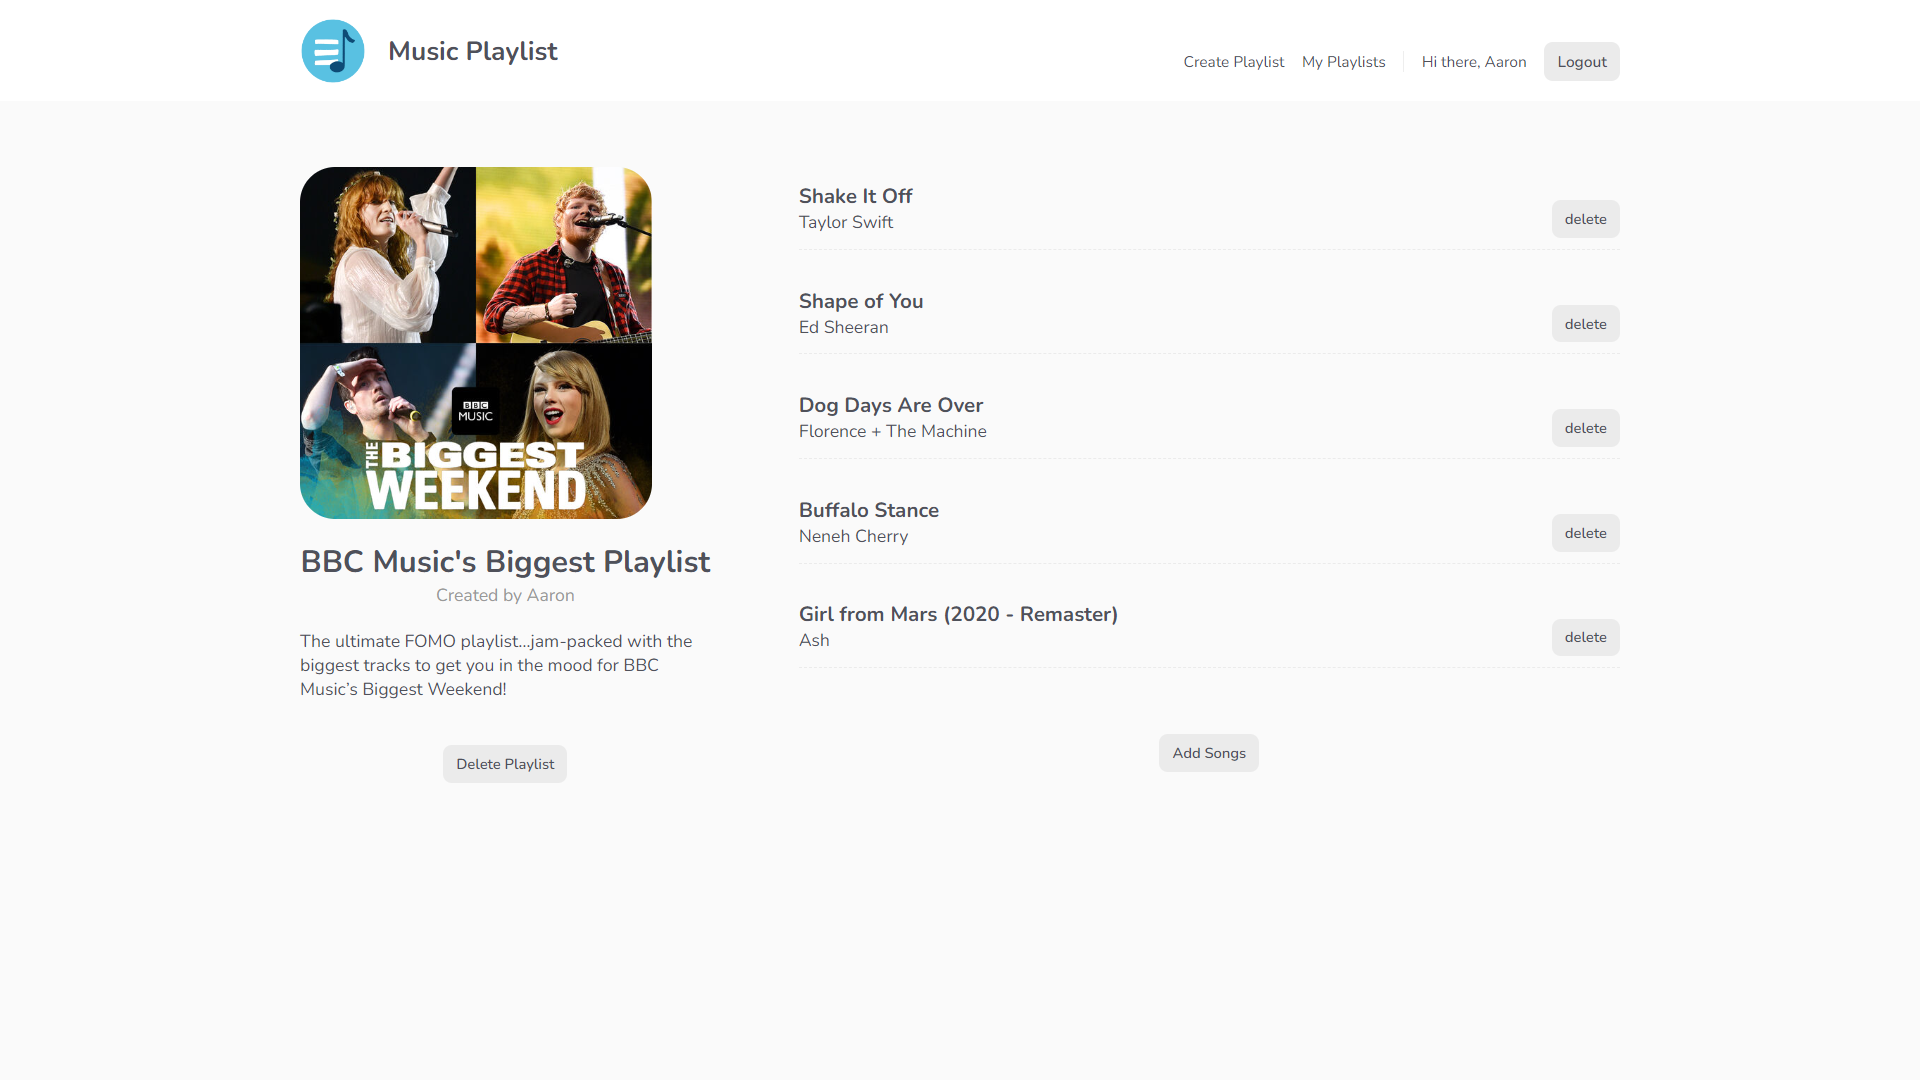 Music Playlist
Create Playlist
My Playlists
Hi there, Aaron
Logout
BBC
MUSIC
THE BIGGEST
WEEKEND
BBC Music's Biggest Playlist
Created by Aaron
The ultimate FOMO playlist...jam-packed with the
biggest tracks to get you in the mood for BBC
Music’s Biggest Weekend!
Delete Playlist
Shake It Off
Taylor Swift
delete
Shape of You
Ed Sheeran
delete
Dog Days Are Over
Florence + The Machine
delete
Buffalo Stance
Neneh Cherry
delete
Girl from Mars (2020 - Remaster)
Ash
delete
Add Songs